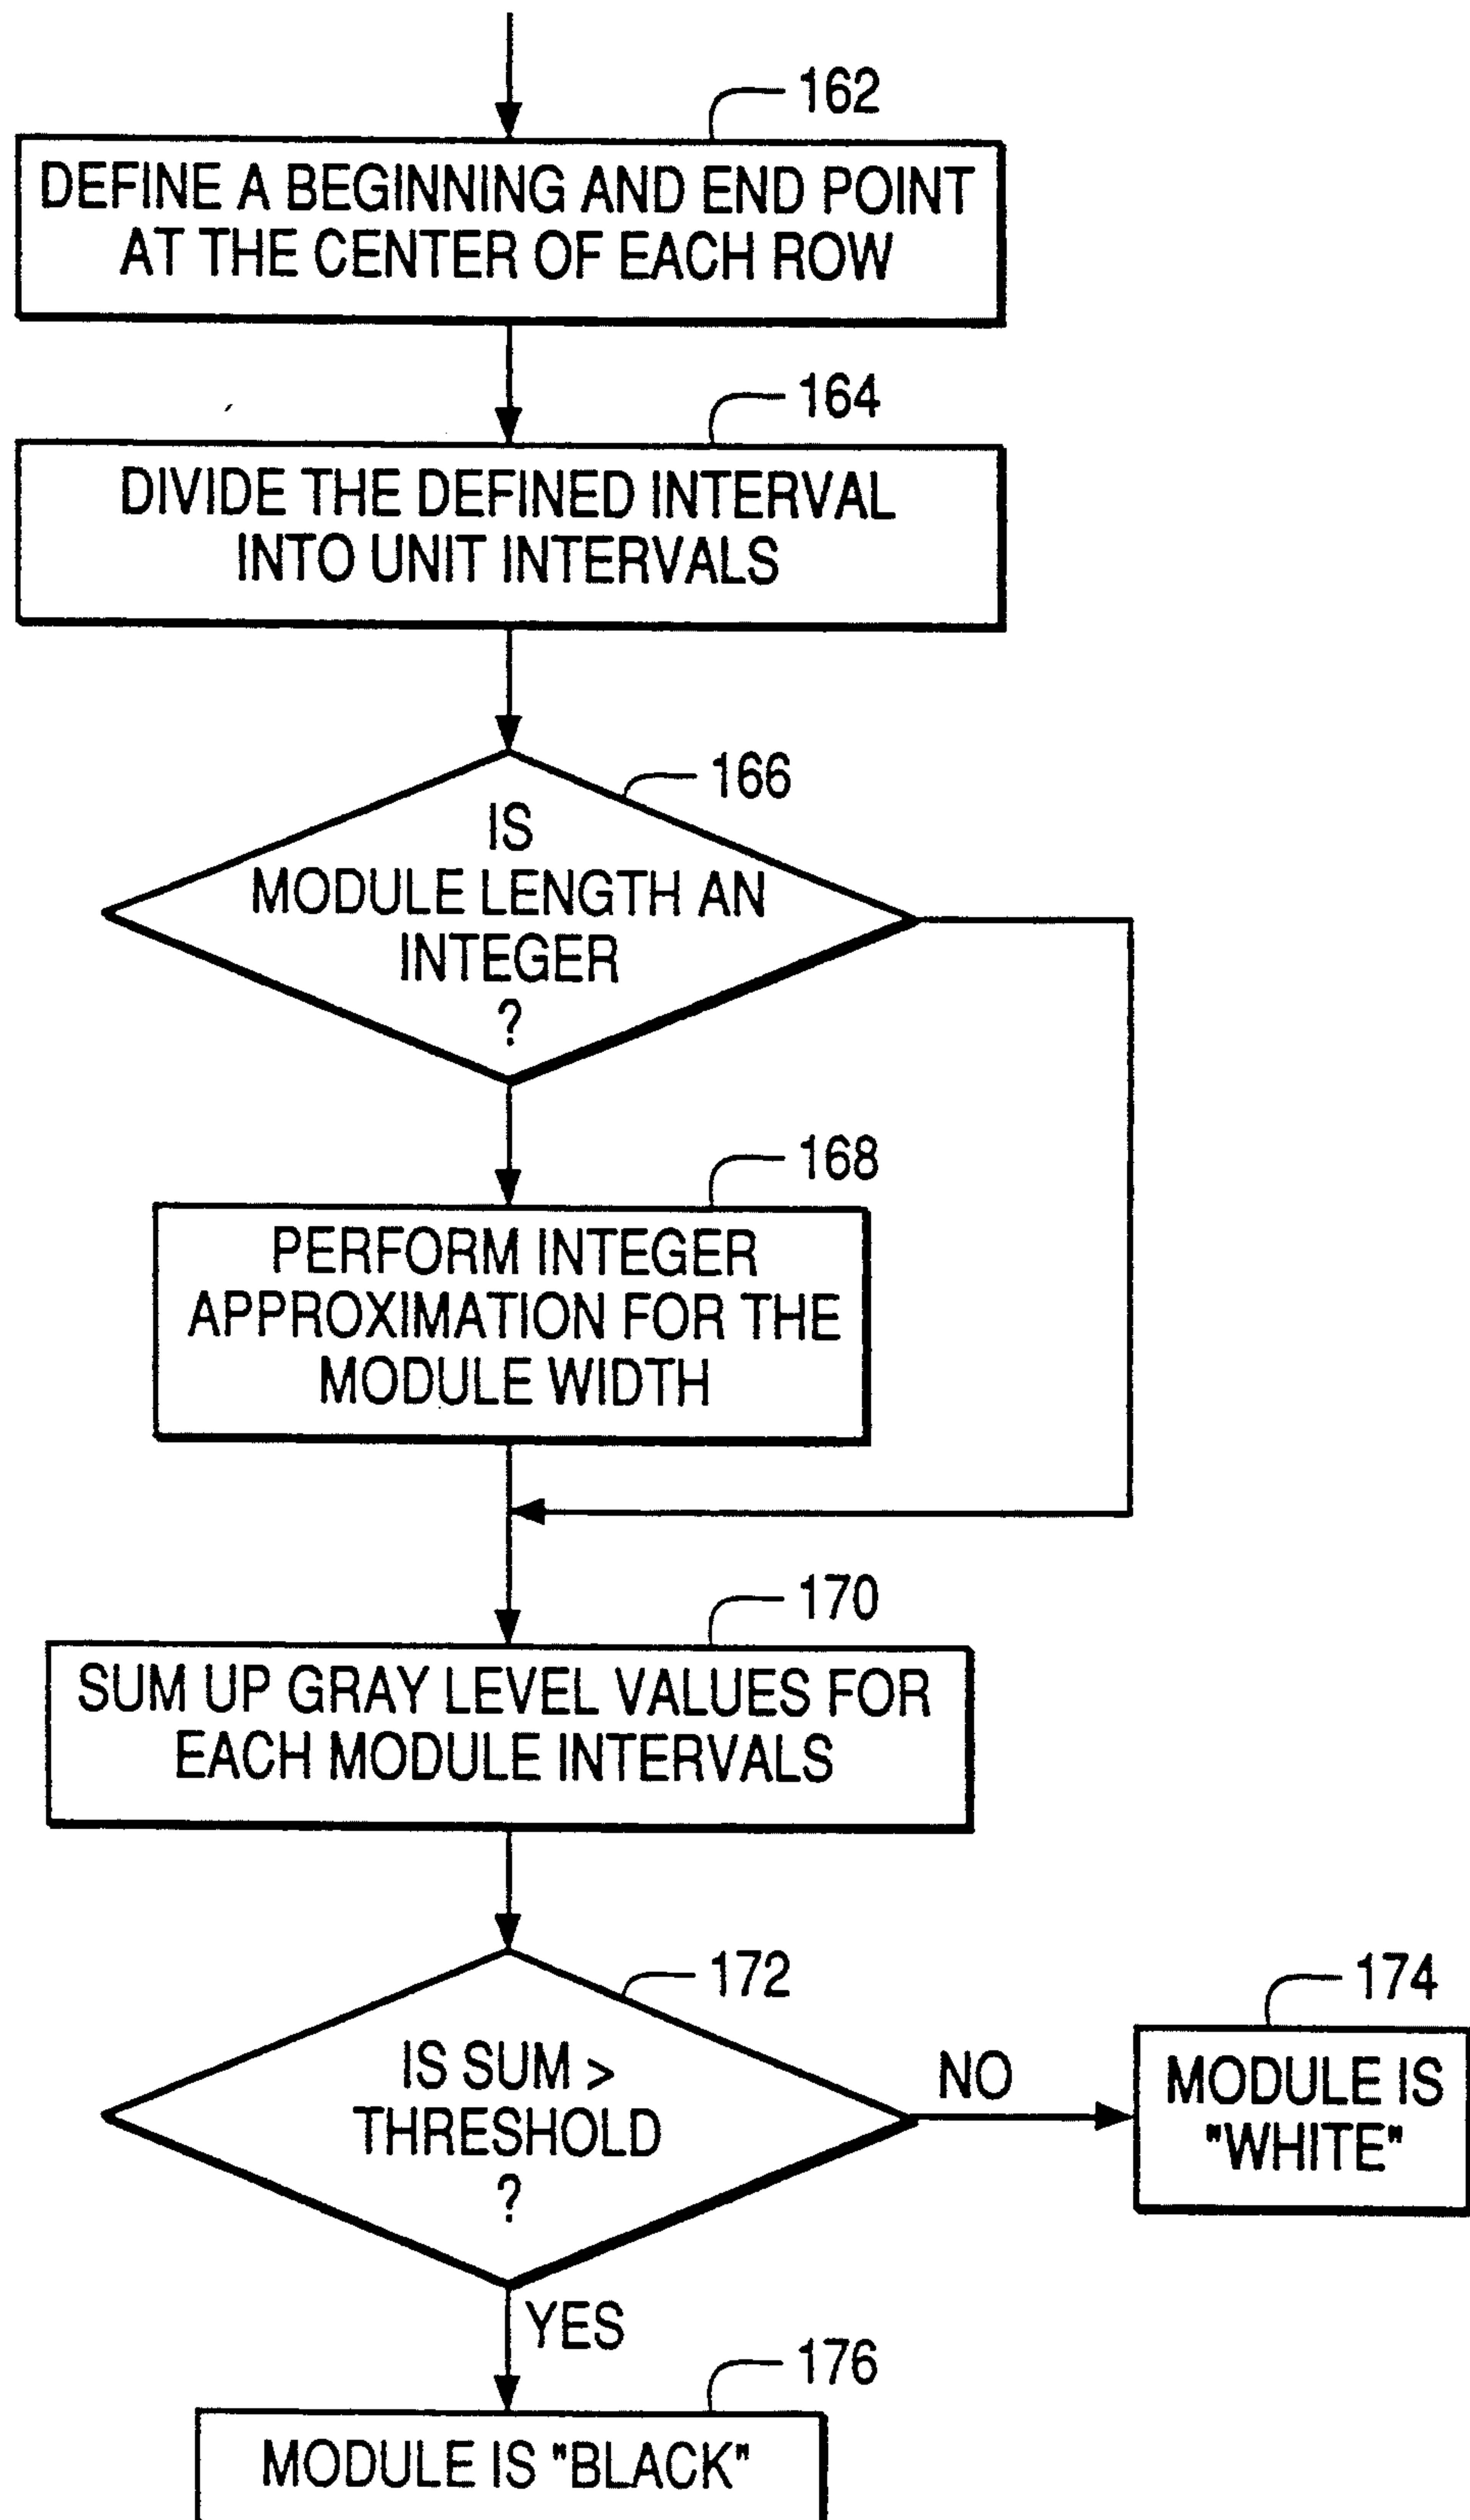 162
DEFINE A BEGINNING AND END POINT
AT THE CENTER OF EACH ROW
164
DIVIDE THE DEFINED INTERVAL
INTO UNIT INTERVALS
166
IS
MODULE LENGTH AN
INTEGER
?
168
PERFORM INTEGER
APPROXIMATION FOR THE
MODULE WIDTH
170
SUM UP GRAY LEVEL VALUES FOR
EACH MODULE INTERVALS
172
IS SUM >
THRESHOLD
?
NO
174
MODULE IS
"WHITE"
YES
176
MODULE IS "BLACK"